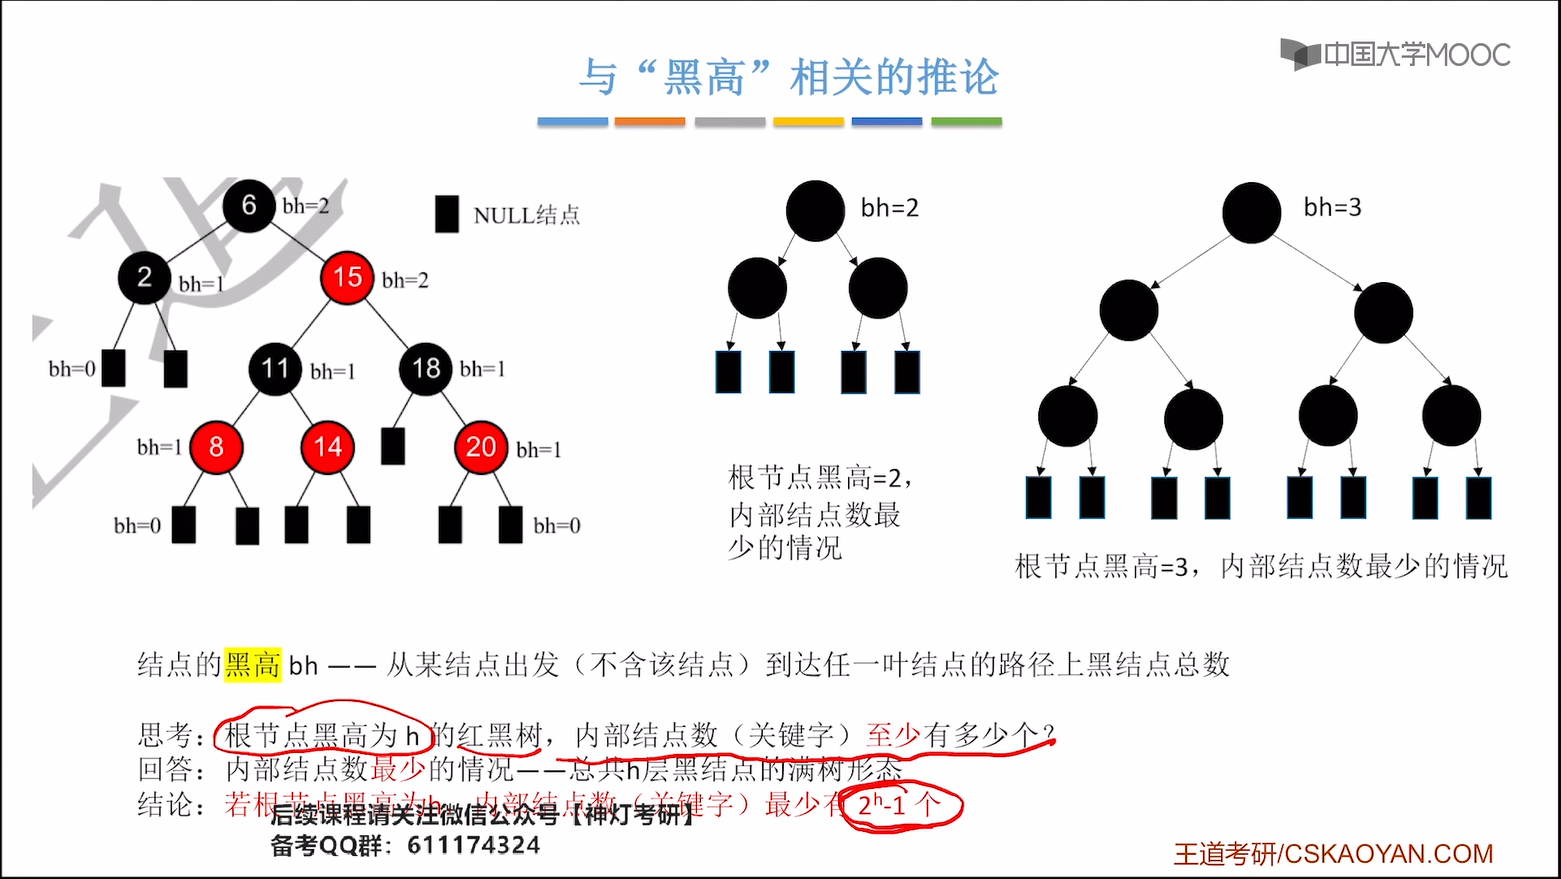 中国大学MOOC
与“黑高”相关的推论
6 bh=2
NULL结点
2 bh=1
15 bh=2
bh=0
11 bh=1
18 bh=1
bh=1 8
14
20 bh=1
bh=0
bh=0
bh=2
根节点黑高=2，
内部结点数最
少的情况
bh=3
根节点黑高=3，内部结点数最少的情况
结点的黑高 bh —— 从某结点出发（不含该结点）到达任一叶结点的路径上黑结点总数
思考：根节点黑高为 h 的红黑树，内部结点数（关键字）至少有多少个？
回答：内部结点数最少的情况——总共h层黑结点的满树形态
结论：若根节点黑高为h，内部结点数（关键字）最少有 2ʰ-1 个
后续课程请关注微信公众号【神灯考研】
备考QQ群：611174324
王道考研/CSKAOYAN.COM